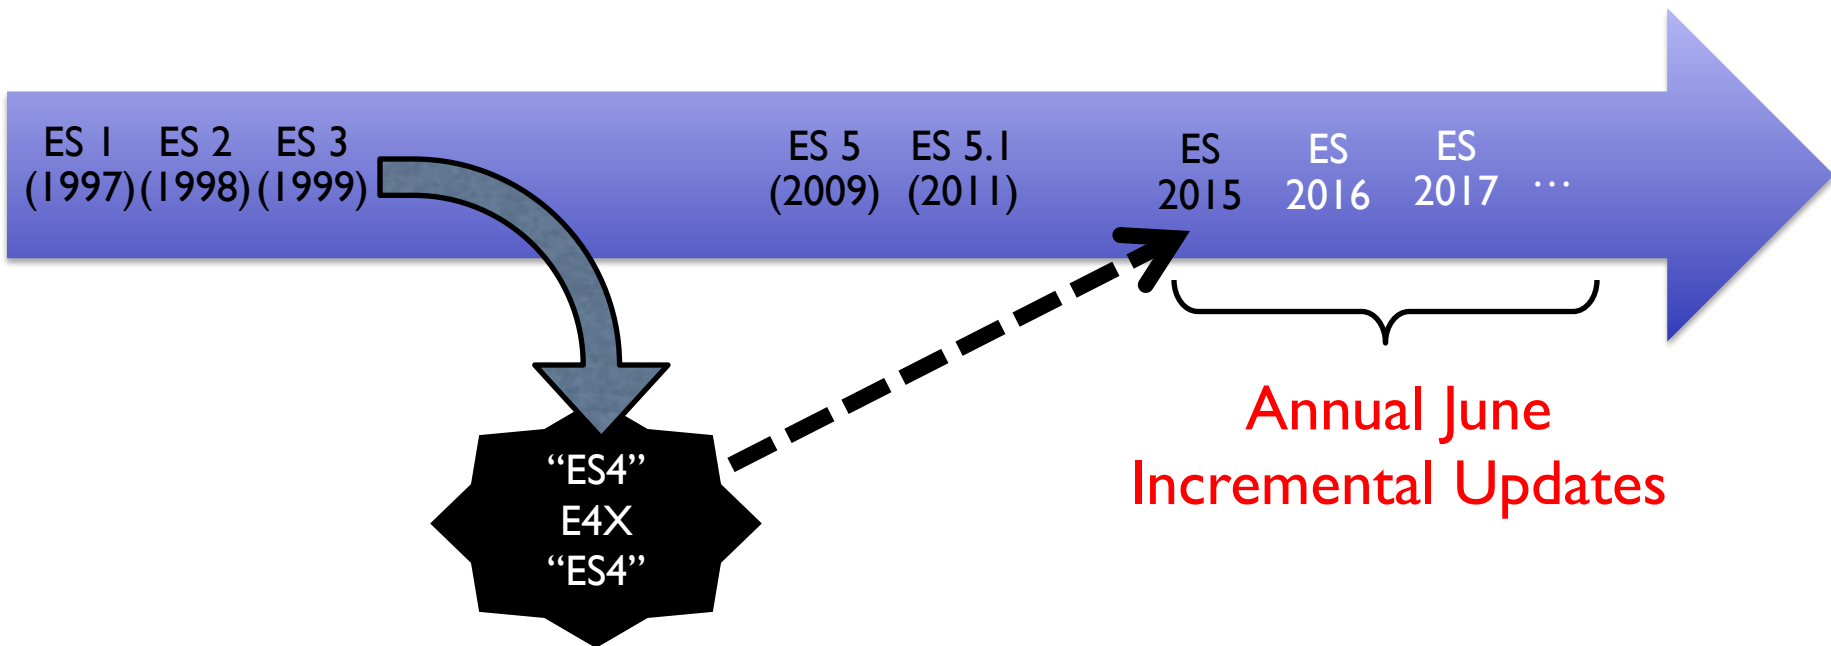 ES 1 ES 2 ES 3
(1997) (1998) (1999)
ES 5 ES 5.1
(2009) (2011)
ES ES ES
2015 2016 2017 …
“ES4”
E4X
“ES4”
Annual June
Incremental Updates